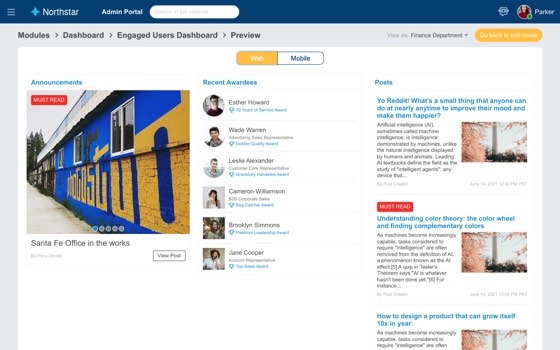 Northstar
Admin Portal
Search in full network...
Parker
Modules > Dashboard > Engaged Users Dashboard > Preview
View as: Finance Department
Go back to edit mode
Web
Mobile
Announcements
MUST READ
Santa Fe Office in the works
View Post
Recent Awardees
Esther Howard
10 Years of Service Award
Wade Warren
Advertising Sales Representative
Golden Quality Award
Leslie Alexander
Customer Care Representative
Gracefully Handled Award
Cameron Williamson
B2B Corporate Sales
Bug Catcher Award
Brooklyn Simmons
Platinum Leadership Award
Jane Cooper
Account Representative
Top Sales Award
Posts
Yo Reddit! What's a small thing that anyone can
do at nearly anytime to improve their mood and
make them happier?
Artificial intelligence (AI),
sometimes called machine
intelligence, is intelligence
demonstrated by machines, unlike
the natural intelligence displayed
by humans and animals. Leading
AI textbooks define the field as the
study of "intelligent agents": any
device that...
By Post Creator
June 14, 2021 12:30 PM PST
MUST READ
Understanding color theory: the color wheel
and finding complementary colors
As machines become increasingly
capable, tasks considered to
require "intelligence" are often
removed from the definition of AI,
a phenomenon known as the AI
effect.[5] A quip in Tesler's
Theorem says "AI is whatever
hasn't been done yet."[6] For
instance...
By Post Creator
June 14, 2021 12:30 PM PST
How to design a product that can grow itself
10x in year:
As machines become increasingly
capable, tasks considered to
require "intelligence" are often
removed from the definition of AI,